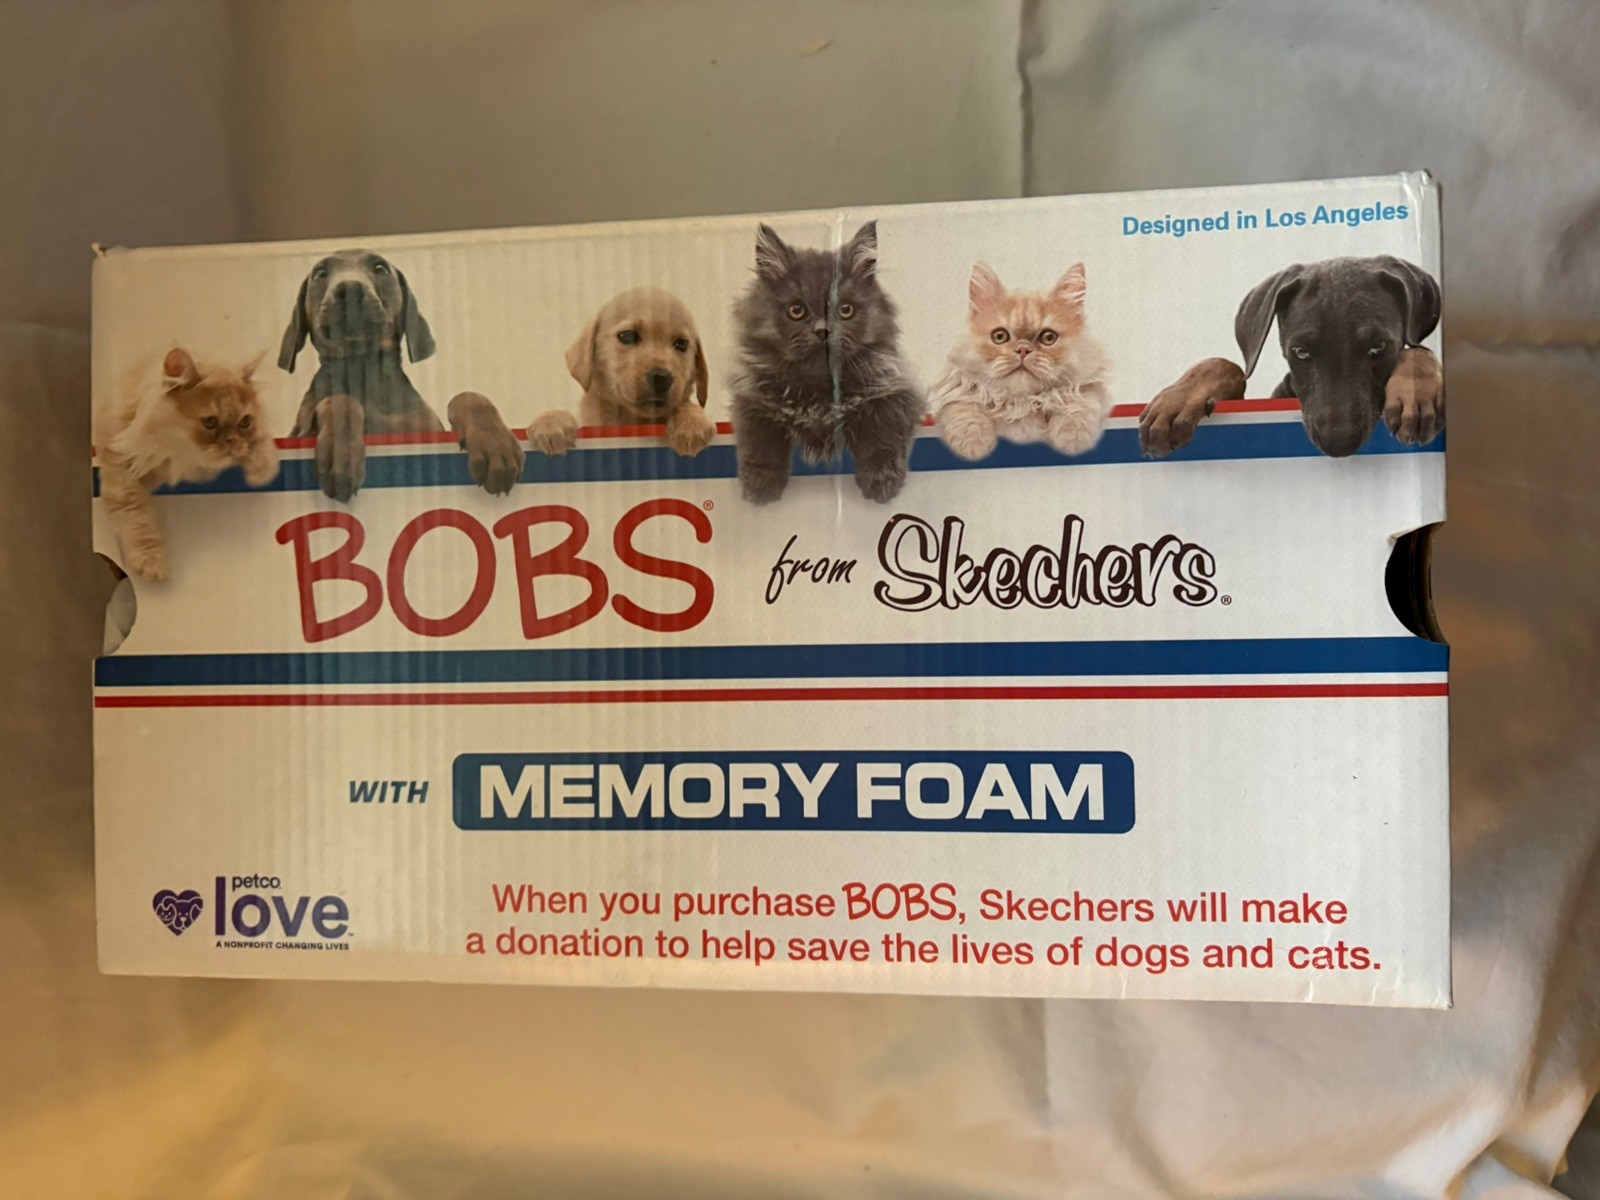 Designed in Los Angeles
BOBS® from Skechers®
WITH MEMORY FOAM
petco
love™
A NONPROFIT CHANGING LIVES
When you purchase BOBS, Skechers will make
a donation to help save the lives of dogs and cats.